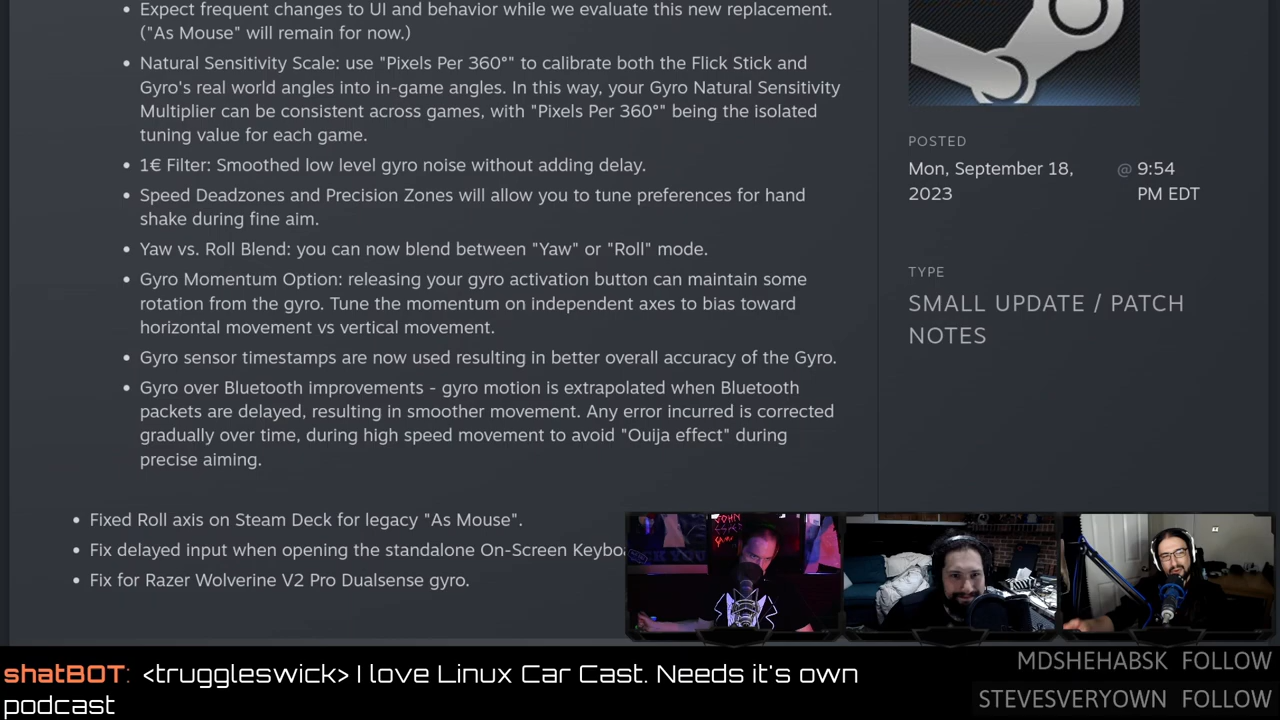 Expect frequent changes to UI and behavior while we evaluate this new replacement.
("As Mouse" will remain for now.)
Natural Sensitivity Scale: use "Pixels Per 360°" to calibrate both the Flick Stick and
Gyro's real world angles into in-game angles. In this way, your Gyro Natural Sensitivity
Multiplier can be consistent across games, with "Pixels Per 360°" being the isolated
tuning value for each game.
1€ Filter: Smoothed low level gyro noise without adding delay.
Speed Deadzones and Precision Zones will allow you to tune preferences for hand
shake during fine aim.
Yaw vs. Roll Blend: you can now blend between "Yaw" or "Roll" mode.
Gyro Momentum Option: releasing your gyro activation button can maintain some
rotation from the gyro. Tune the momentum on independent axes to bias toward
horizontal movement vs vertical movement.
Gyro sensor timestamps are now used resulting in better overall accuracy of the Gyro.
Gyro over Bluetooth improvements - gyro motion is extrapolated when Bluetooth
packets are delayed, resulting in smoother movement. Any error incurred is corrected
gradually over time, during high speed movement to avoid "Ouija effect" during
precise aiming.
Fixed Roll axis on Steam Deck for legacy "As Mouse".
Fix delayed input when opening the standalone On-Screen
Fix for Razer Wolverine V2 Pro Dualsense gyro.
POSTED
Mon, September 18, @ 9:54
2023 PM EDT
TYPE
SMALL UPDATE / PATCH
NOTES
shatBOT: <truggleswick> I love Linux Car Cast. Needs it's own
podcast
MDSHEHABSK FOLLOW
STEVESVERYOWN FOLLOW